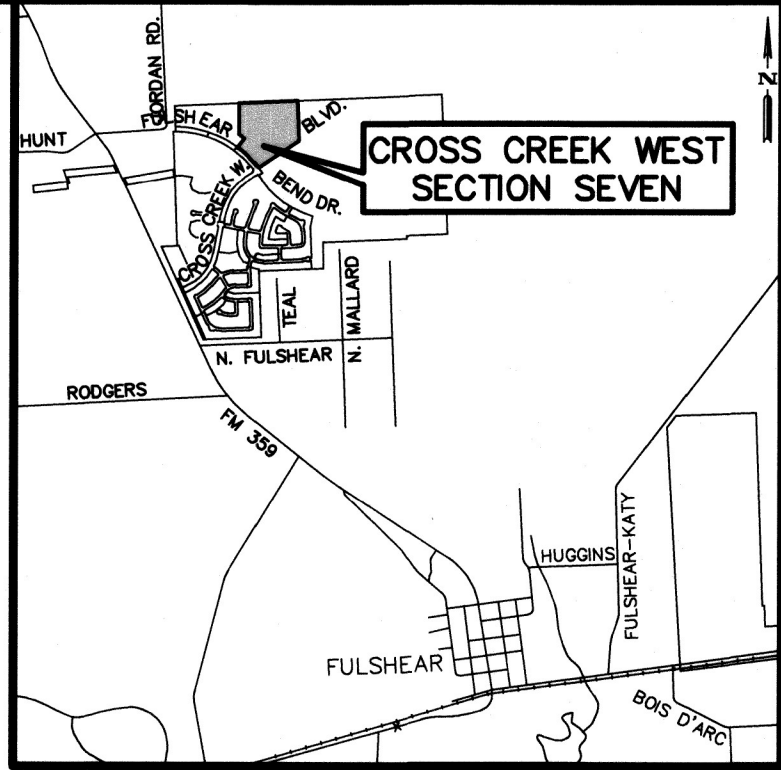 JORDAN RD.
N
HUNT
FULSHEAR
BEND DR.
CROSS CREEK W.
BLVD.
CROSS CREEK WEST
SECTION SEVEN
TEAL
N. MALLARD
N. FULSHEAR
RODGERS
FM 359
HUGGINS
FULSHEAR-KATY
FULSHEAR
BOIS D'ARC